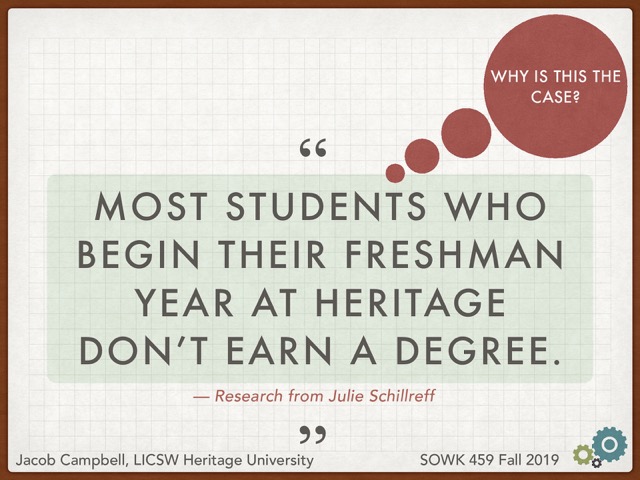 WHY IS THIS THE
CASE?
“
MOST STUDENTS WHO
BEGIN THEIR FRESHMAN
YEAR AT HERITAGE
DON’T EARN A DEGREE.
— Research from Julie Schillreff
”
Jacob Campbell, LICSW Heritage University
SOWK 459 Fall 2019